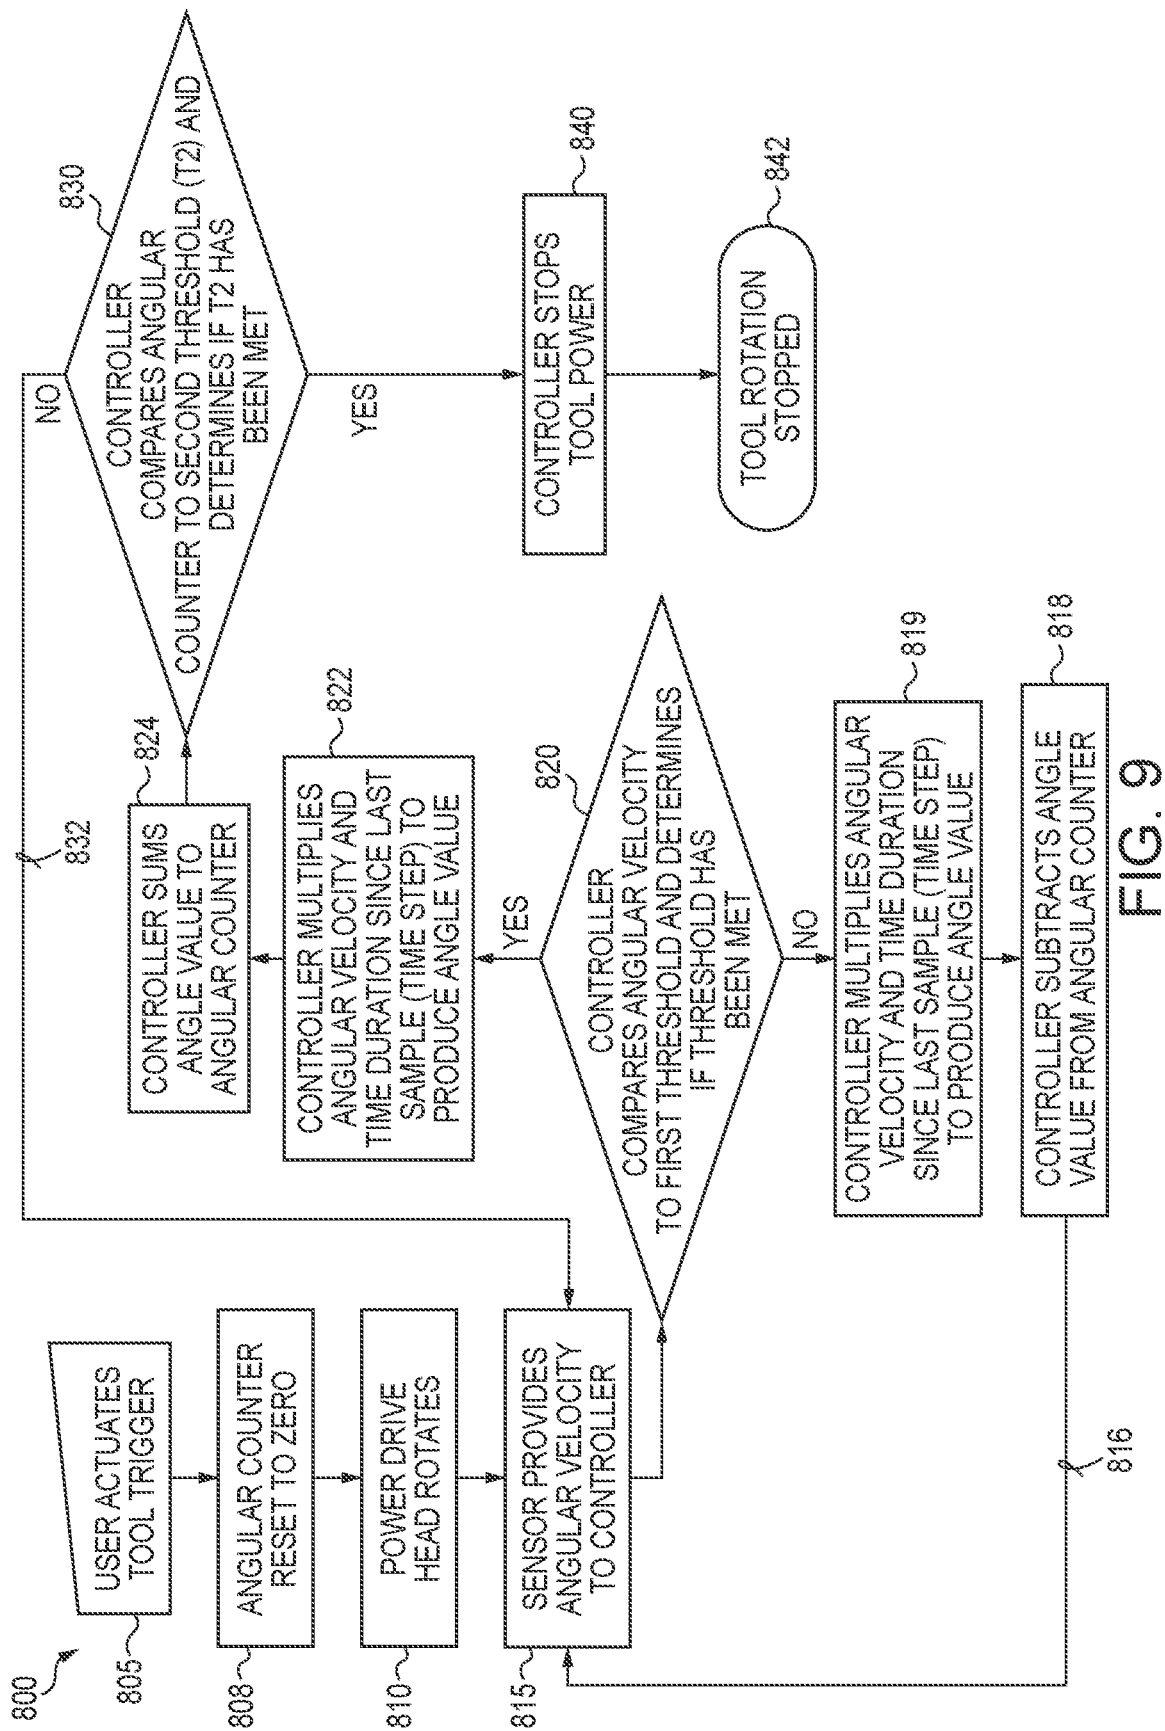 800
USER ACTUATES
TOOL TRIGGER
805
ANGULAR COUNTER
RESET TO ZERO
808
POWER DRIVE
HEAD ROTATES
810
SENSOR PROVIDES
ANGULAR VELOCITY
TO CONTROLLER
815
CONTROLLER
COMPARES ANGULAR VELOCITY
TO FIRST THRESHOLD AND DETERMINES
IF THRESHOLD HAS
BEEN MET
820
NO
CONTROLLER MULTIPLIES ANGULAR
VELOCITY AND TIME DURATION
SINCE LAST SAMPLE (TIME STEP)
TO PRODUCE ANGLE VALUE
819
CONTROLLER SUBTRACTS ANGLE
VALUE FROM ANGULAR COUNTER
818
816
YES
CONTROLLER MULTIPLIES
ANGULAR VELOCITY AND
TIME DURATION SINCE LAST
SAMPLE (TIME STEP) TO
PRODUCE ANGLE VALUE
822
CONTROLLER SUMS
ANGLE VALUE TO
ANGULAR COUNTER
824
CONTROLLER
COMPARES ANGULAR
COUNTER TO SECOND THRESHOLD (T2) AND
DETERMINES IF T2 HAS
BEEN MET
830
NO
832
YES
CONTROLLER STOPS
TOOL POWER
840
TOOL ROTATION
STOPPED
842
FIG. 9